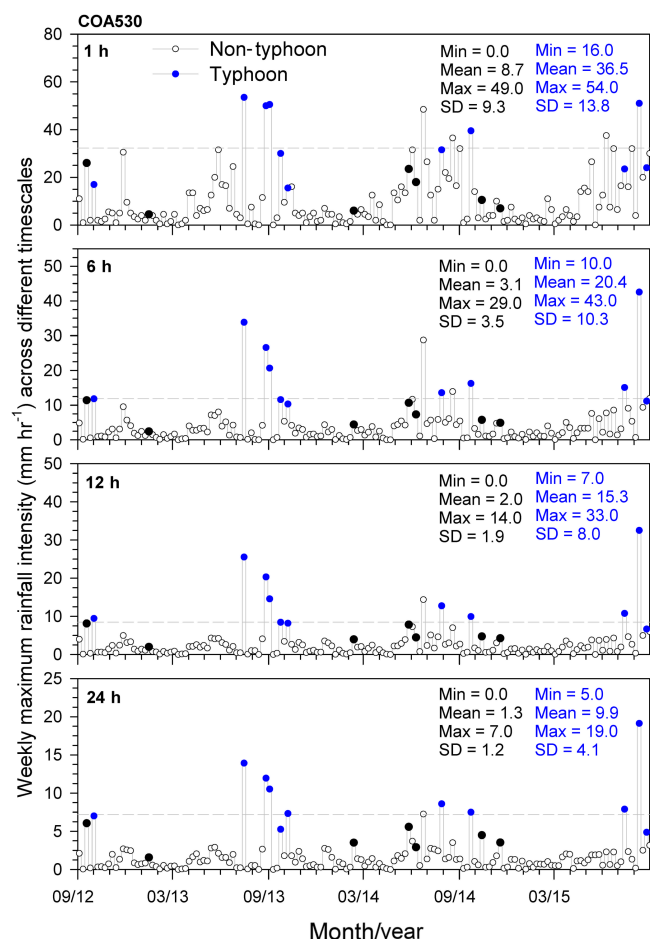 COA530
80
70
60
50
40
30
20
10
0
1 h
Non-typhoon
Typhoon
Min = 0.0
Mean = 8.7
Max = 49.0
SD = 9.3
Min = 16.0
Mean = 36.5
Max = 54.0
SD = 13.8
50
40
30
20
10
0
6 h
Min = 0.0
Mean = 3.1
Max = 29.0
SD = 3.5
Min = 10.0
Mean = 20.4
Max = 43.0
SD = 10.3
50
40
30
20
10
0
12 h
Min = 0.0
Mean = 2.0
Max = 14.0
SD = 1.9
Min = 7.0
Mean = 15.3
Max = 33.0
SD = 8.0
25
20
15
10
5
0
24 h
Min = 0.0
Mean = 1.3
Max = 7.0
SD = 1.2
Min = 5.0
Mean = 9.9
Max = 19.0
SD = 4.1
Weekly maximum rainfall intensity (mm hr⁻¹) across different timescales
09/12 03/13 09/13 03/14 09/14 03/15
Month/year